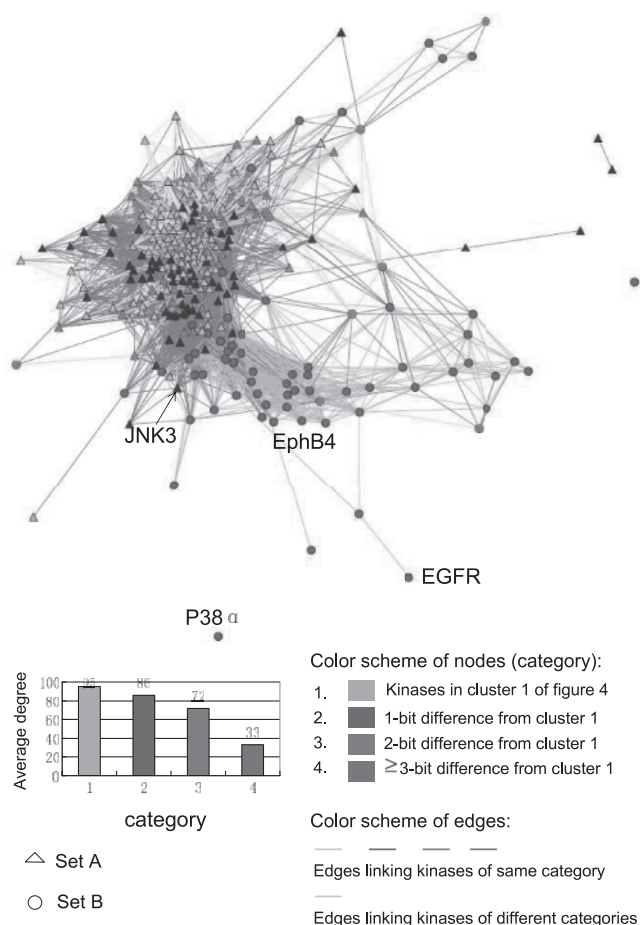 JNK3
EphB4
EGFR
P38 α
Average degree
100
80
60
40
20
0
95
86
72
33
1
2
3
4
category
△ Set A
○ Set B
Color scheme of nodes (category):
1. Kinases in cluster 1 of figure 4
2. 1-bit difference from cluster 1
3. 2-bit difference from cluster 1
4. ≥3-bit difference from cluster 1
Color scheme of edges:
Edges linking kinases of same category
Edges linking kinases of different categories